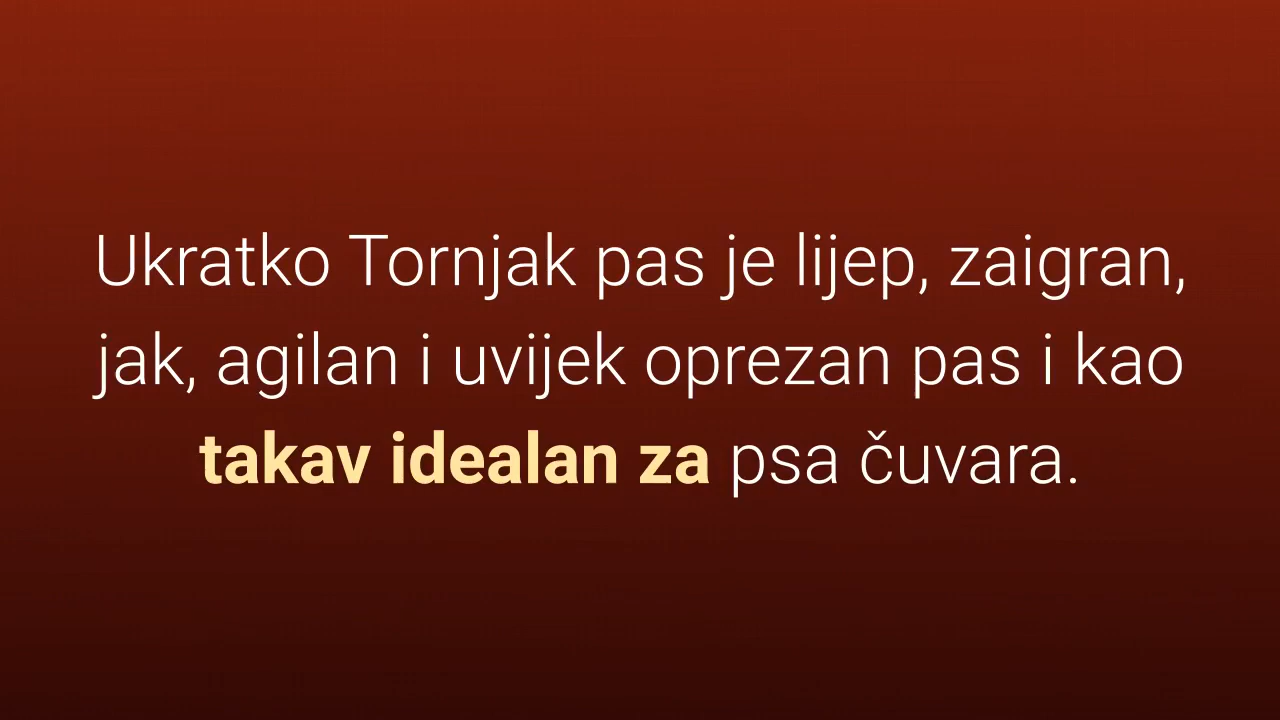 Ukratko Tornjak pas je lijep, zaigran,
jak, agilan i uvijek oprezan pas i kao
takav idealan za psa čuvara.